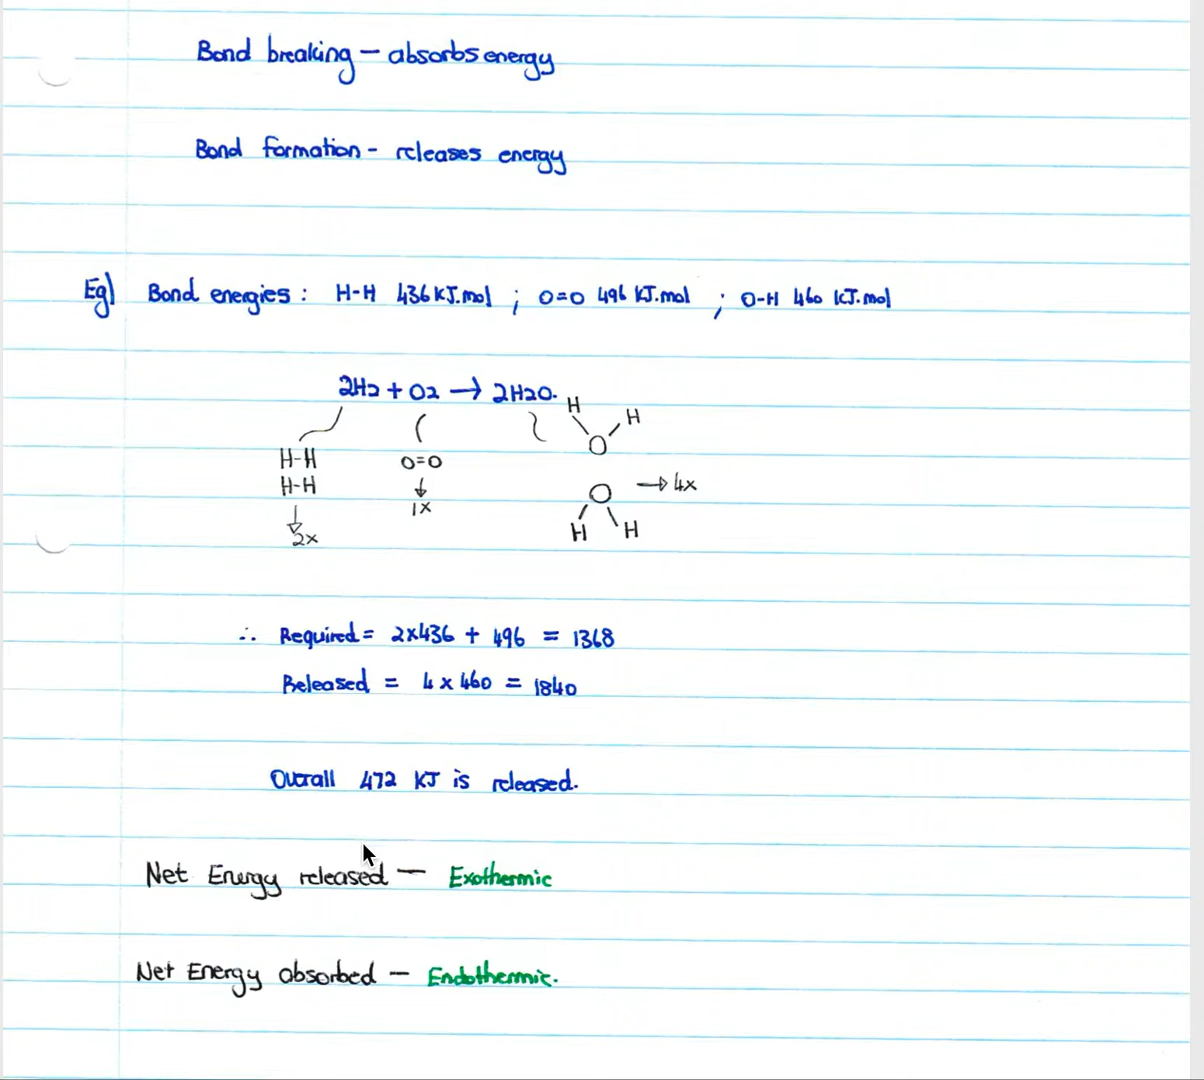 Bond breaking - absorbs energy
Bond formation - releases energy
Eg) Bond energies : H-H 436 KJ.mol ; O=O 496 KJ.mol ; O-H 460 KJ.mol
2H2 + O2 → 2H2O.
H H
O
H-H O=O
H-H O → 4x
1x
H H
2x
∴ Required = 2x436 + 496 = 1368
Released = 4 x 460 = 1840
Overall 472 KJ is released.
Net Energy released - Exothermic
Net Energy absorbed - Endothermic.